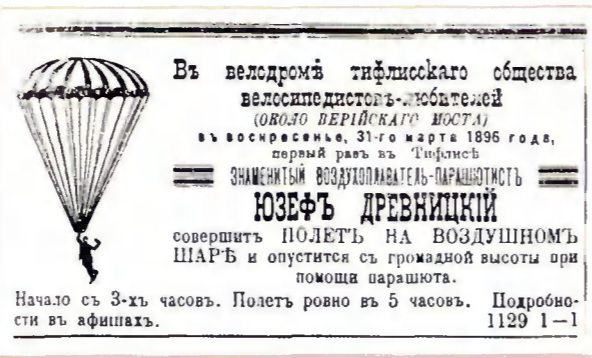 Въ велодромѣ тифлисскаго общества
велосипедистовъ-любителей
(ОКОЛО ВЕРІЙСКАГО МОСТА)
въ воскресенье, 31-го марта 1896 года,
первый разъ въ Тифлисѣ
ЗНАМЕНИТЫЙ ВОЗДУХОПЛАВАТЕЛЬ-ПАРАШЮТИСТЪ
ЮЗЕФЪ ДРЕВНИЦКІЙ
совершитъ ПОЛЕТЪ НА ВОЗДУШНОМЪ
ШАРѢ и опустится съ громадной высоты при
помощи парашюта.
Начало съ 3-хъ часовъ. Полетъ ровно въ 5 часовъ. Подробно-
сти въ афишахъ. 1129 1—1